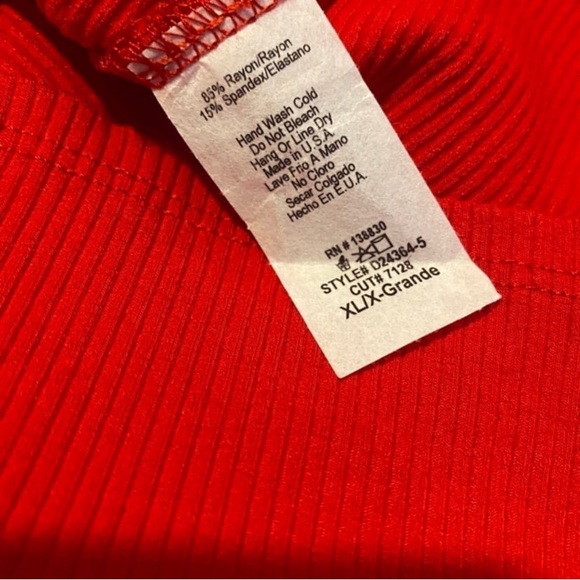 85% Rayon/Rayon
15% Spandex/Elastano
Hand Wash Cold
Do Not Bleach
Hang Or Line Dry
Made in U.S.A.
Lave Frio A Mano
No Cloro
Secar Colgado
Hecho En E.U.A.
RN # 138830
STYLE# D24364-5
CUT# 7128
XL/X-Grande